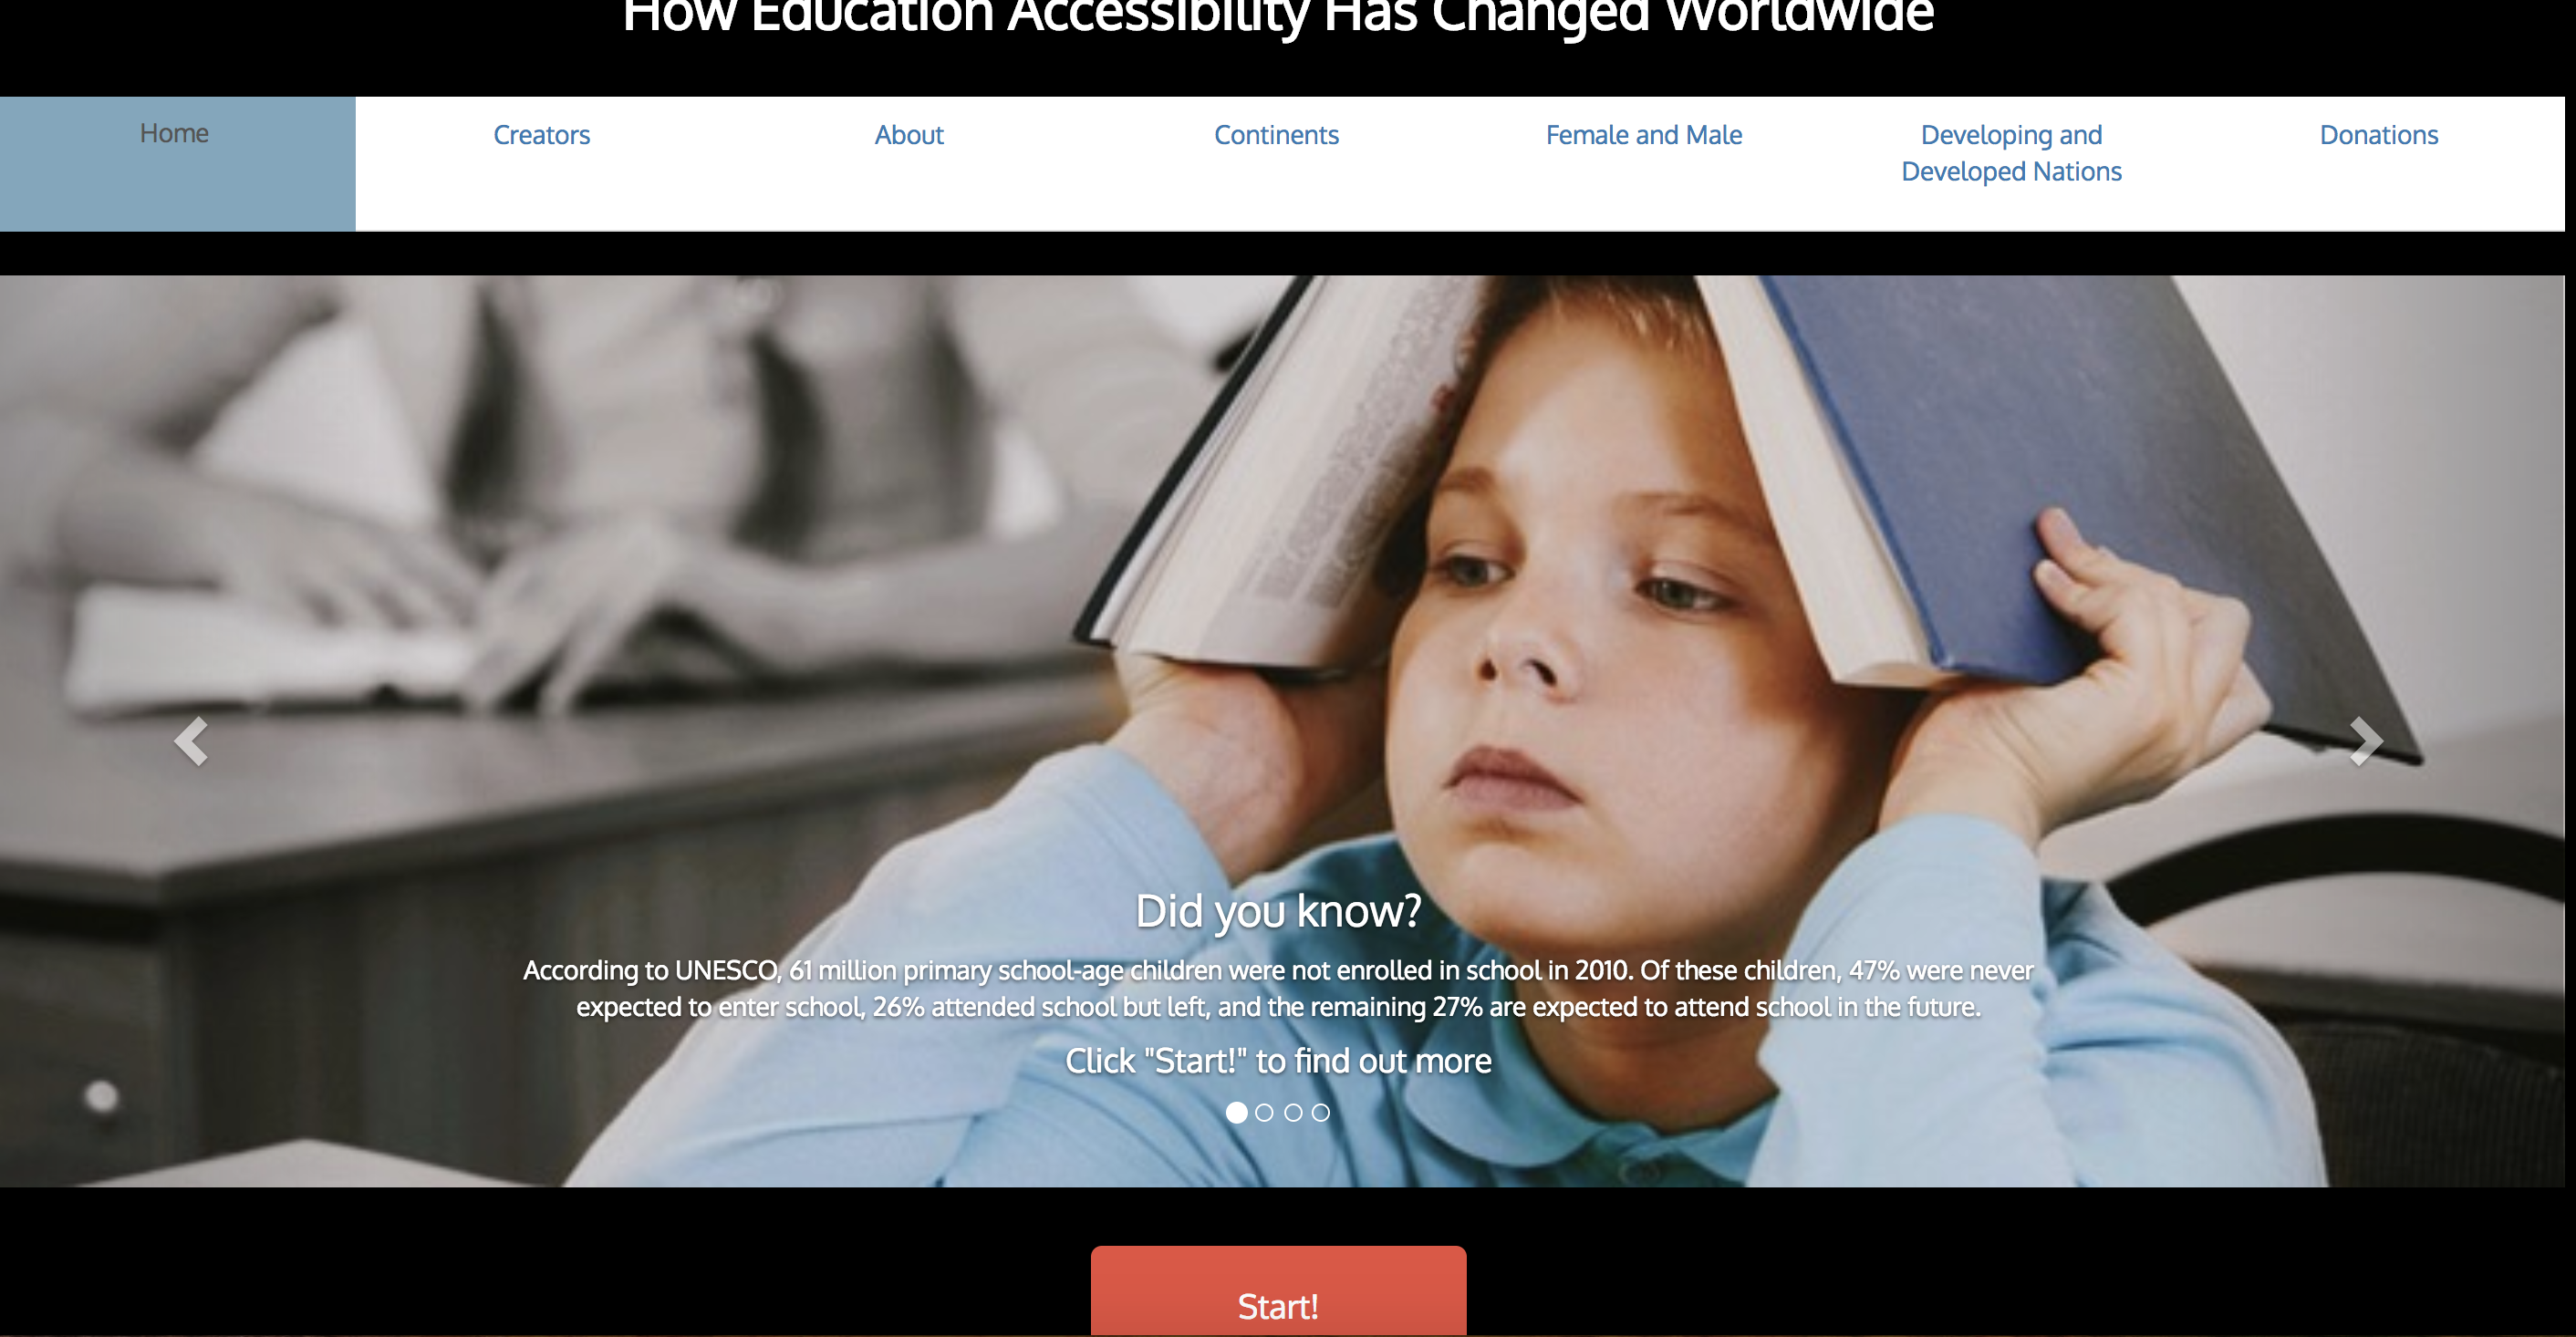 How Education Accessibility Has Changed Worldwide
Home
Creators
About
Continents
Female and Male
Developing and
Developed Nations
Donations
Did you know?
According to UNESCO, 61 million primary school-age children were not enrolled in school in 2010. Of these children, 47% were never
expected to enter school, 26% attended school but left, and the remaining 27% are expected to attend school in the future.
Click "Start!" to find out more
Start!